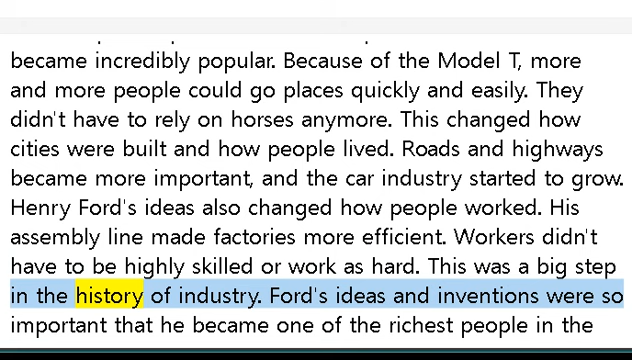 became incredibly popular. Because of the Model T, more
and more people could go places quickly and easily. They
didn't have to rely on horses anymore. This changed how
cities were built and how people lived. Roads and highways
became more important, and the car industry started to grow.
Henry Ford's ideas also changed how people worked. His
assembly line made factories more efficient. Workers didn't
have to be highly skilled or work as hard. This was a big step
in the history of industry. Ford's ideas and inventions were so
important that he became one of the richest people in the